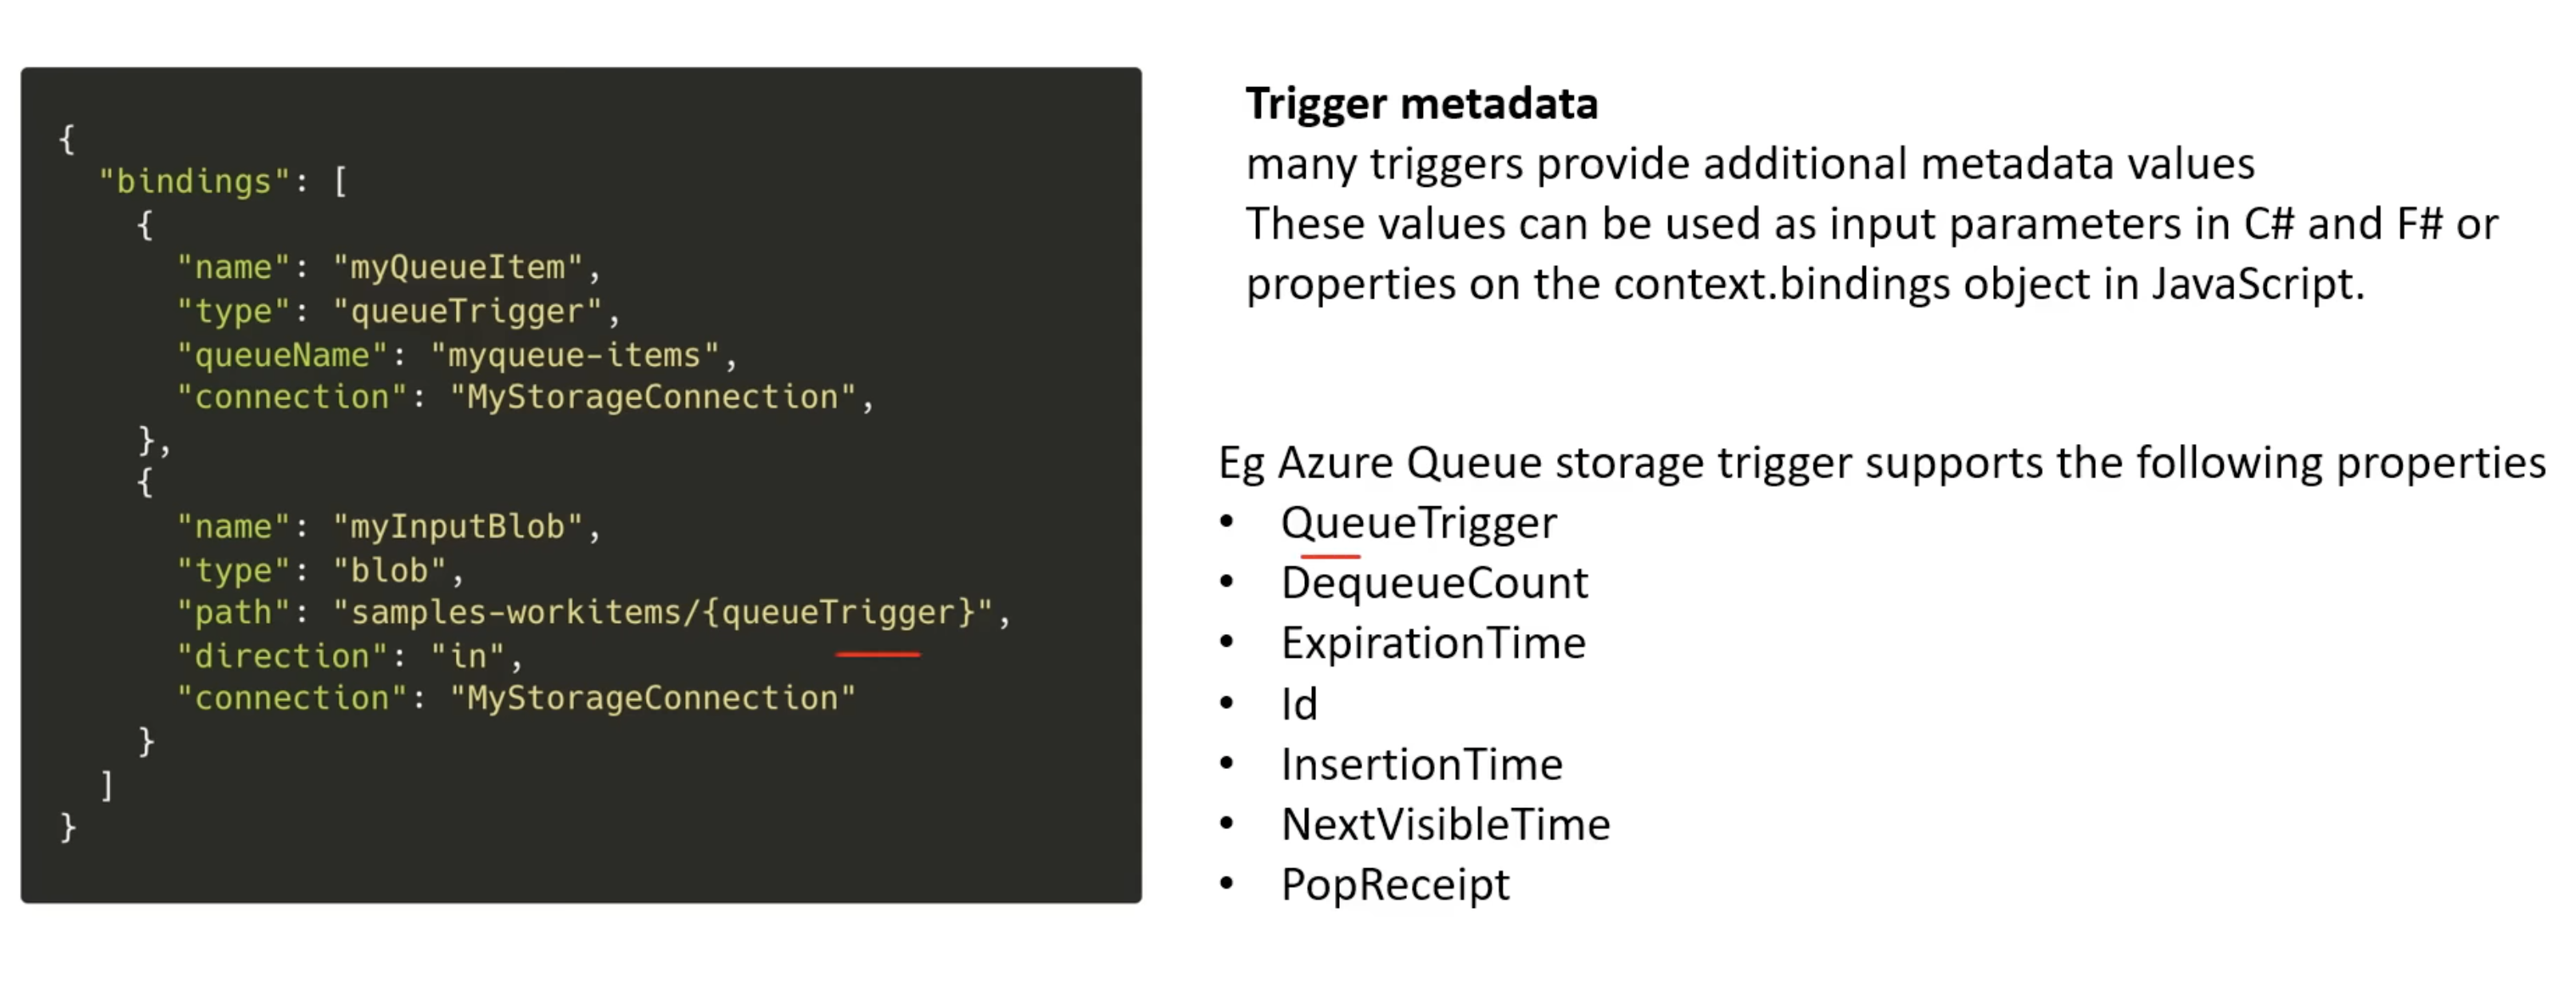 {
"bindings": [
{
"name": "myQueueItem",
"type": "queueTrigger",
"queueName": "myqueue-items",
"connection": "MyStorageConnection",
},
{
"name": "myInputBlob",
"type": "blob",
"path": "samples-workitems/{queueTrigger}",
"direction": "in",
"connection": "MyStorageConnection"
}
]
}
Trigger metadata
many triggers provide additional metadata values
These values can be used as input parameters in C# and F# or
properties on the context.bindings object in JavaScript.
Eg Azure Queue storage trigger supports the following properties
• QueueTrigger
• DequeueCount
• ExpirationTime
• Id
• InsertionTime
• NextVisibleTime
• PopReceipt